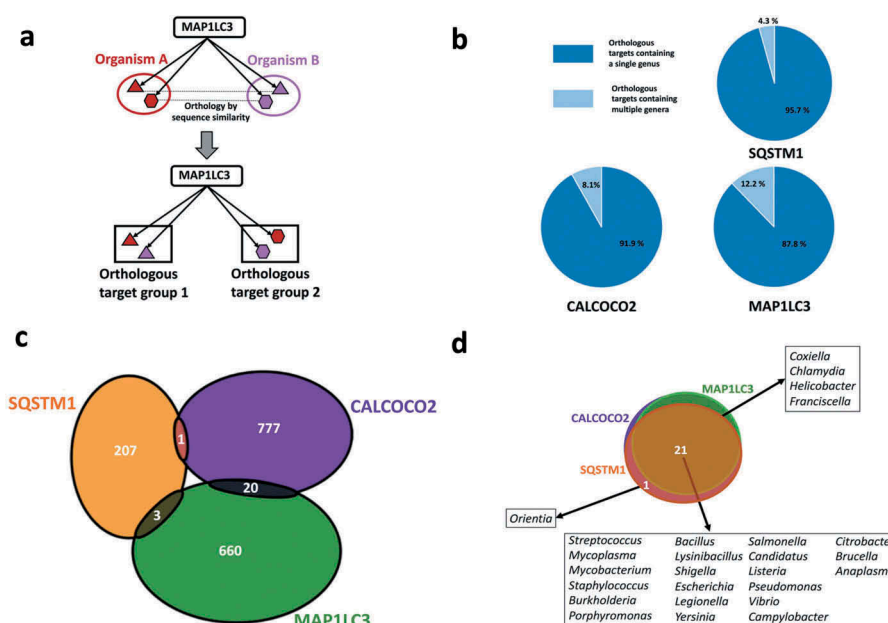 a
MAP1LC3
Organism A
Organism B
Orthology by
sequence similarity
MAP1LC3
Orthologous
target group 1
Orthologous
target group 2
b
Orthologous
targets containing
a single genus
Orthologous
targets containing
multiple genera
4.3 %
95.7 %
SQSTM1
8.1%
91.9 %
CALCOCO2
12.2 %
87.8 %
MAP1LC3
c
SQSTM1
207
1
777
CALCOCO2
20
3
660
MAP1LC3
d
Coxiella
Chlamydia
Helicobacter
Franciscella
MAP1LC3
CALCOCO2
21
SQSTM1
1
Orientia
Streptococcus Bacillus Salmonella Citrobacte
Mycoplasma Lysinibacillus Candidatus Brucella
Mycobacterium Shigella Listeria Anaplasm
Staphylococcus Escherichia Pseudomonas
Burkholderia Legionella Vibrio
Porphyromonas Yersinia Campylobacter